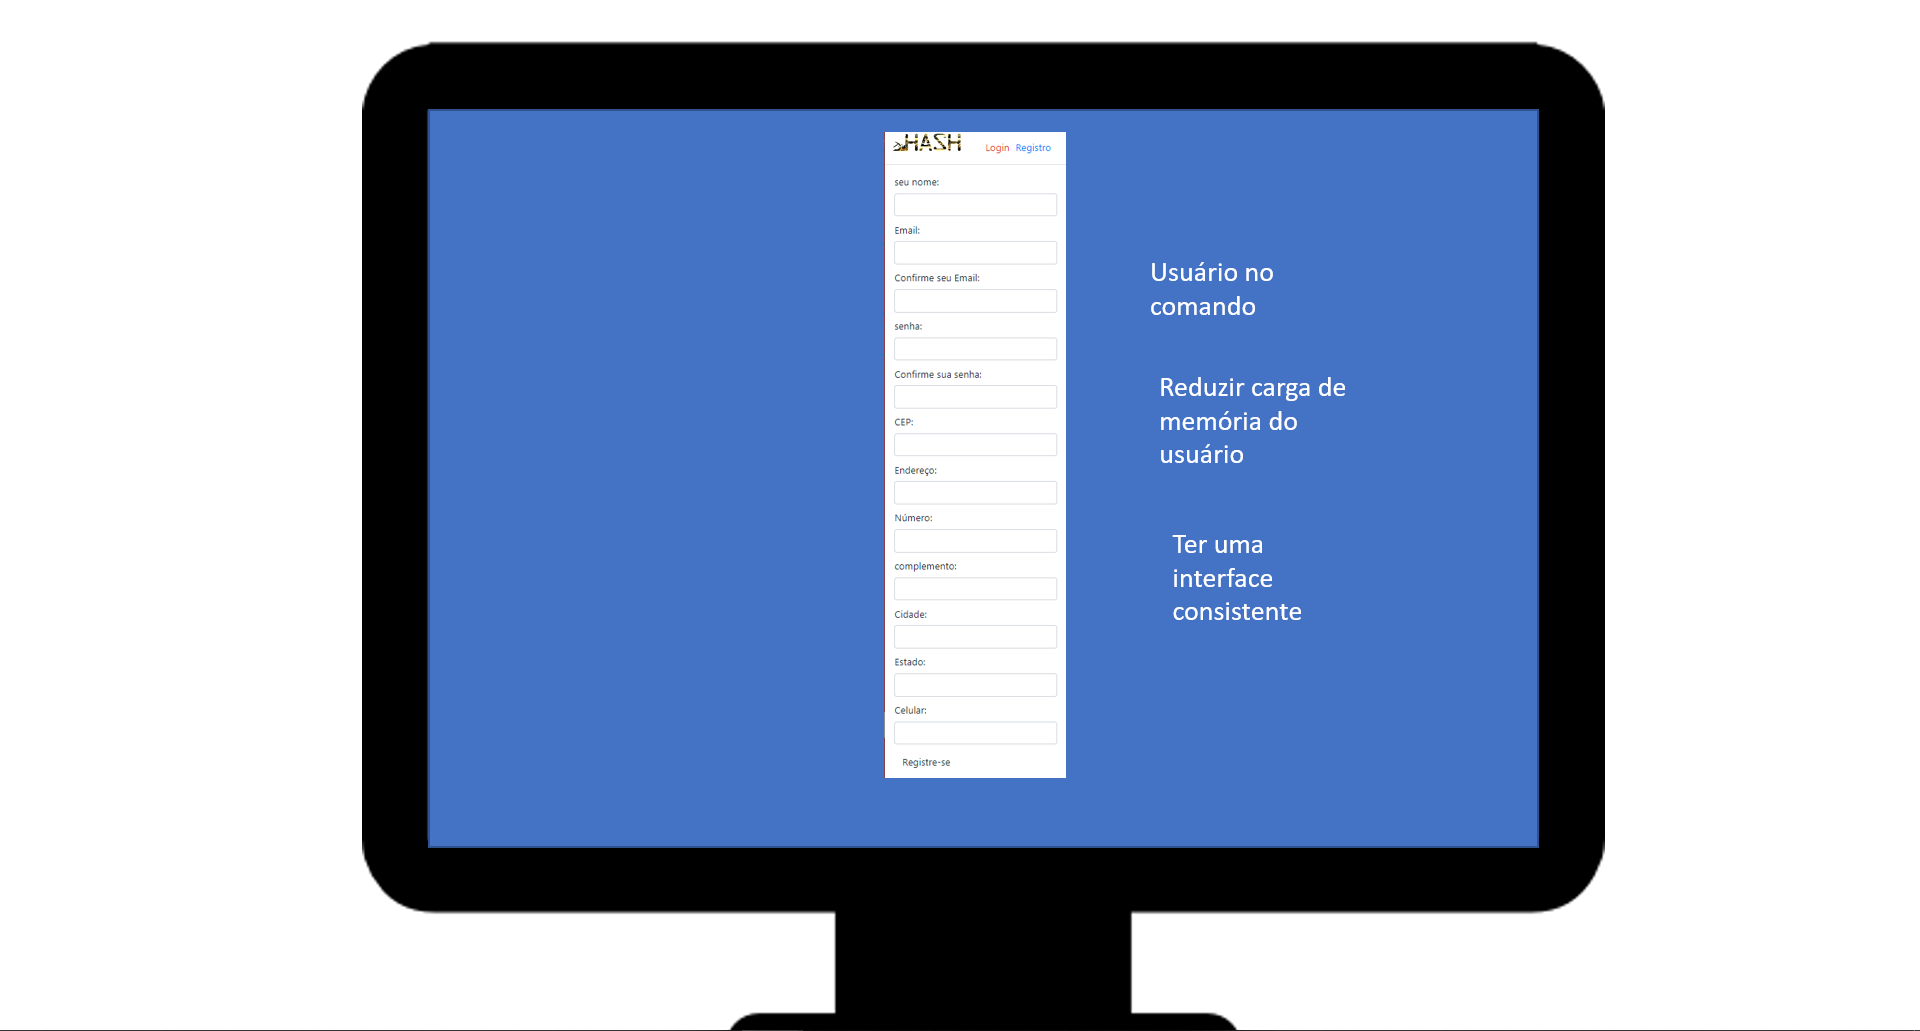 HASH
Login Registro
seu nome:
Email:
Confirme seu Email:
senha:
Confirme sua senha:
CEP:
Endereço:
Número:
complemento:
Cidade:
Estado:
Celular:
Registre-se
Usuário no
comando
Reduzir carga de
memória do
usuário
Ter uma
interface
consistente